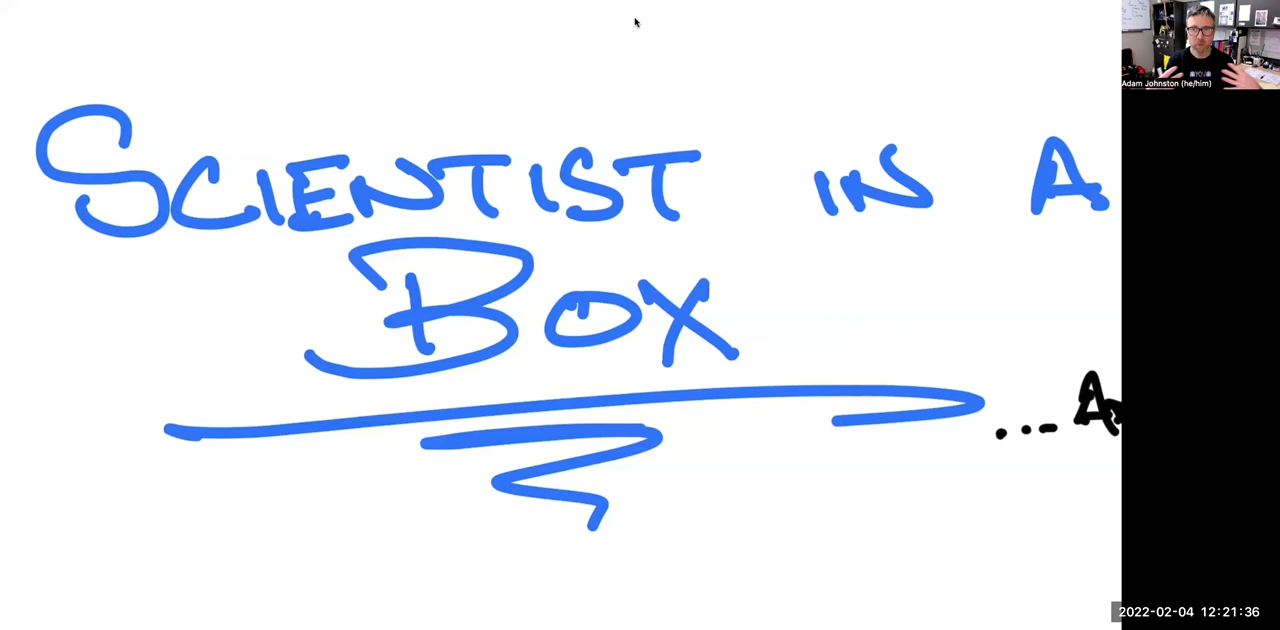 Adam Johnston (he/him)
SCIENTIST IN A
BOX
...
2022-02-04 12:21:36